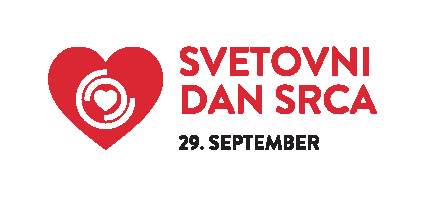 SVETOVNI
DAN SRCA
29. SEPTEMBER